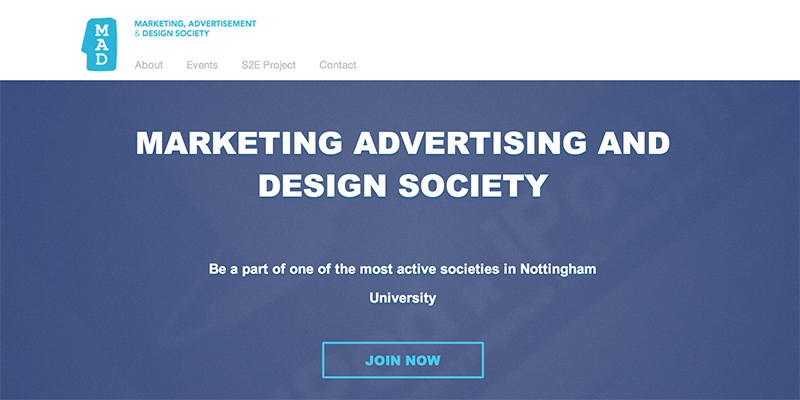 MAD
MARKETING, ADVERTISEMENT
& DESIGN SOCIETY
About Events S2E Project Contact
MARKETING ADVERTISING AND
DESIGN SOCIETY
Be a part of one of the most active societies in Nottingham
University
JOIN NOW